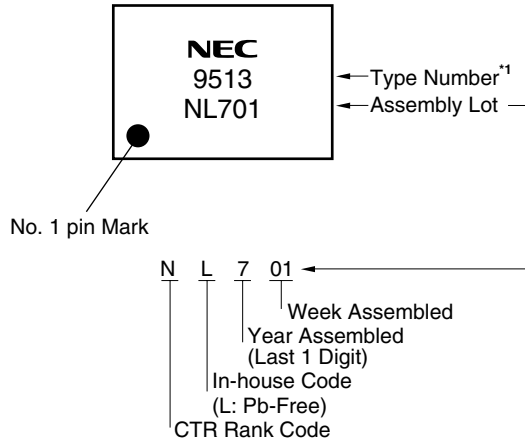 NEC
9513
NL701
Type Number*1
Assembly Lot
No. 1 pin Mark
N L 7 01
Week Assembled
Year Assembled
(Last 1 Digit)
In-house Code
(L: Pb-Free)
CTR Rank Code